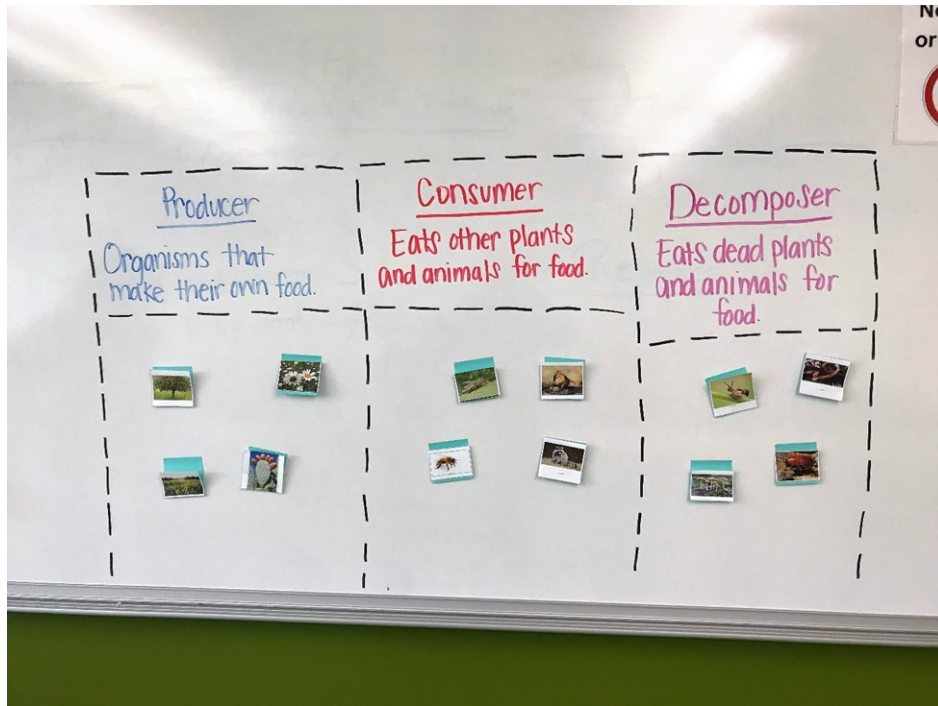 Producer
Organisms that
make their own food.
Consumer
Eats other plants
and animals for food.
Decomposer
Eats dead plants
and animals for
food.
or